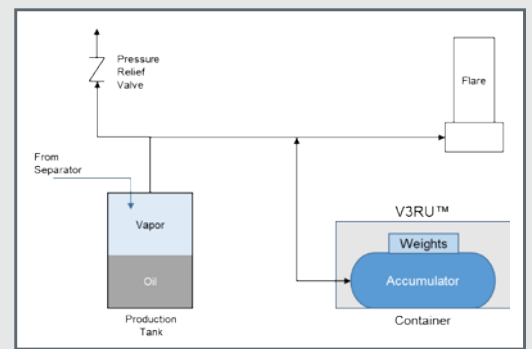 Pressure
Relief
Valve
Flare
From
Separator
Vapor
Oil
Production
Tank
V3RU™
Weights
Accumulator
Container